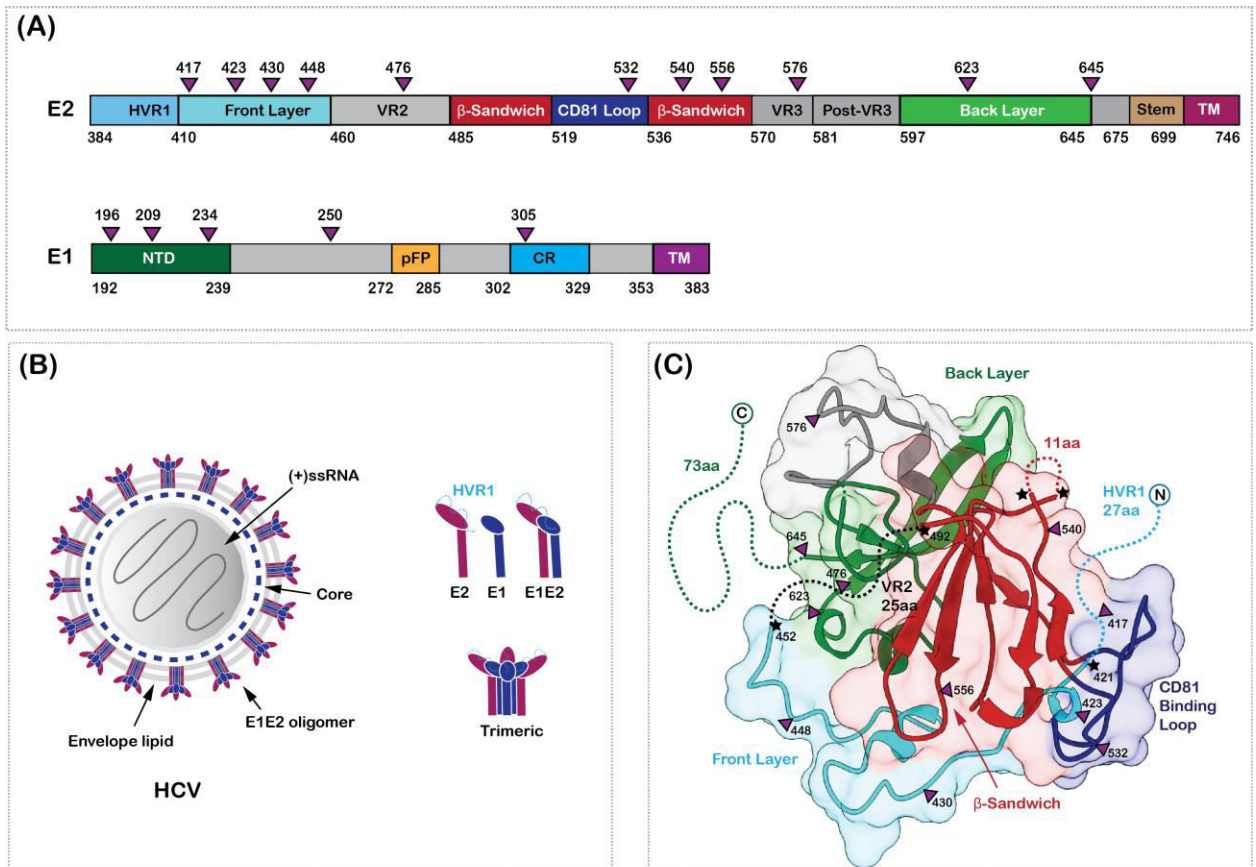 (A)
417 423 430 448 476 532 540 556 576 623 645
E2 HVR1 Front Layer VR2 β-Sandwich CD81 Loop β-Sandwich VR3 Post-VR3 Back Layer Stem TM
384 410 460 485 519 536 570 581 597 645 675 699 746
196 209 234 250 305
E1 NTD pFP CR TM
192 239 272 285 302 329 353 383
(B)
(+)ssRNA
Core
E1E2 oligomer
Envelope lipid
HCV
HVR1
E2 E1 E1E2
Trimeric
(C)
Back Layer
C
576
73aa
11aa
HVR1
27aa
N
492
540
645
476
VR2
25aa
623
452
417
421
423
CD81
Binding
Loop
556
448
532
Front Layer
430
β-Sandwich